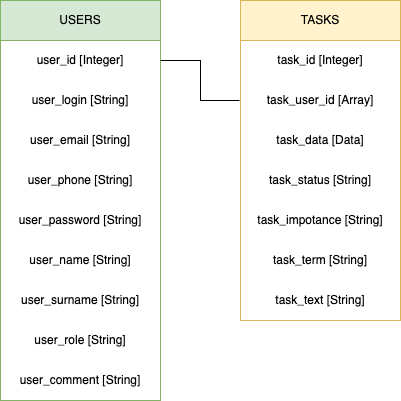 USERS
user_id [Integer]
user_login [String]
user_email [String]
user_phone [String]
user_password [String]
user_name [String]
user_surname [String]
user_role [String]
user_comment [String]
TASKS
task_id [Integer]
task_user_id [Array]
task_data [Data]
task_status [String]
task_impotance [String]
task_term [String]
task_text [String]